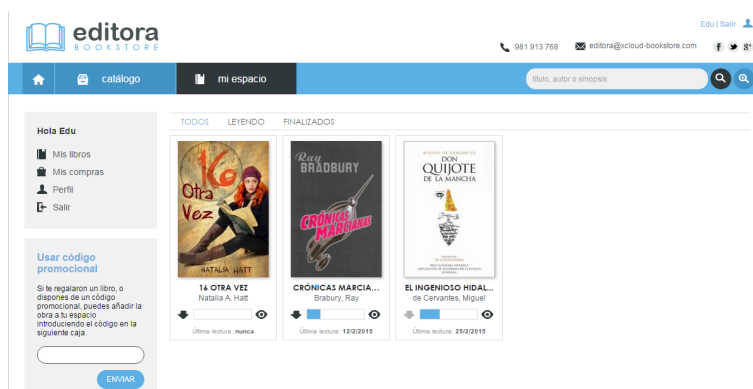 editora
BOOKSTORE
Edu | Salir
981 913 768
editora@xcloud-bookstore.com
catálogo
mi espacio
título, autor o sinopsis
Hola Edu
Mis libros
Mis compras
Perfil
Salir
Usar código
promocional
Si te regalaron un libro, o
dispones de un código
promocional, puedes añadir la
obra a tu espacio
introduciendo el código en la
siguiente caja
ENVIAR
TODOS LEYENDO FINALIZADOS
16
Otra
Vez
NATALIA HATT
16 OTRA VEZ
Natalia A. Hatt
Última lectura: nunca
Ray
BRADBURY
CRÓNICAS
MARCIANAS
CRÓNICAS MARCIA...
Brabury, Ray
Última lectura: 12/2/2015
MIGUEL DE CERVANTES
DON
QUIJOTE
DE LA MANCHA
EL INGENIOSO HIDAL...
de Cervantes, Miguel
Última lectura: 25/2/2015